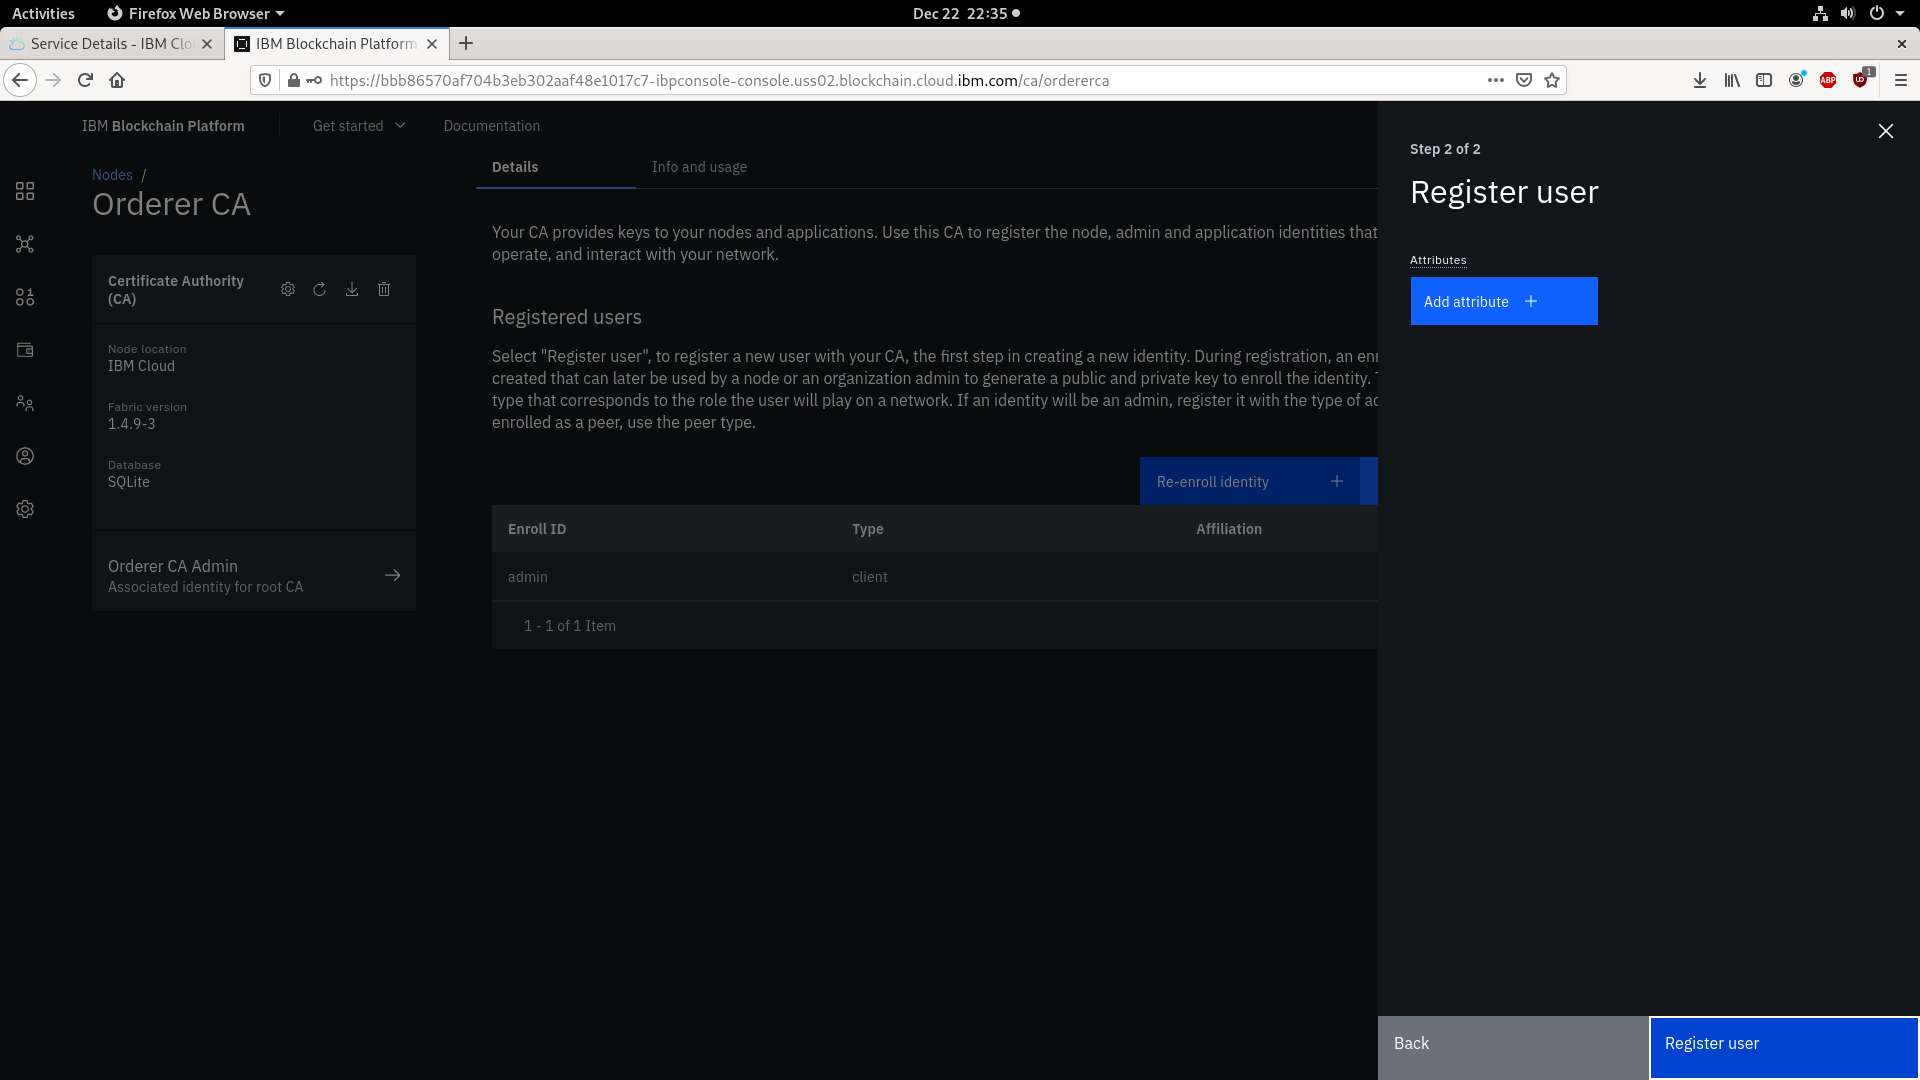 Activities
Firefox Web Browser
Dec 22 22:35
Service Details - IBM Clo
IBM Blockchain Platform
https://bbb86570af704b3eb302aaf48e1017c7-ibpconsole-console.uss02.blockchain.cloud.ibm.com/ca/ordererca
ABP
1
IBM Blockchain Platform
Get started
Documentation
Nodes /
Orderer CA
Certificate Authority
(CA)
Node location
IBM Cloud
Fabric version
1.4.9-3
Database
SQLite
Orderer CA Admin
Associated identity for root CA
Details
Info and usage
Your CA provides keys to your nodes and applications. Use this CA to register the node, admin and application identities that
operate, and interact with your network.
Registered users
Select "Register user", to register a new user with your CA, the first step in creating a new identity. During registration, an enr
created that can later be used by a node or an organization admin to generate a public and private key to enroll the identity.
type that corresponds to the role the user will play on a network. If an identity will be an admin, register it with the type of ad
enrolled as a peer, use the peer type.
Re-enroll identity
Enroll ID
Type
Affiliation
admin
client
1 - 1 of 1 Item
Step 2 of 2
Register user
Attributes
Add attribute
Back
Register user